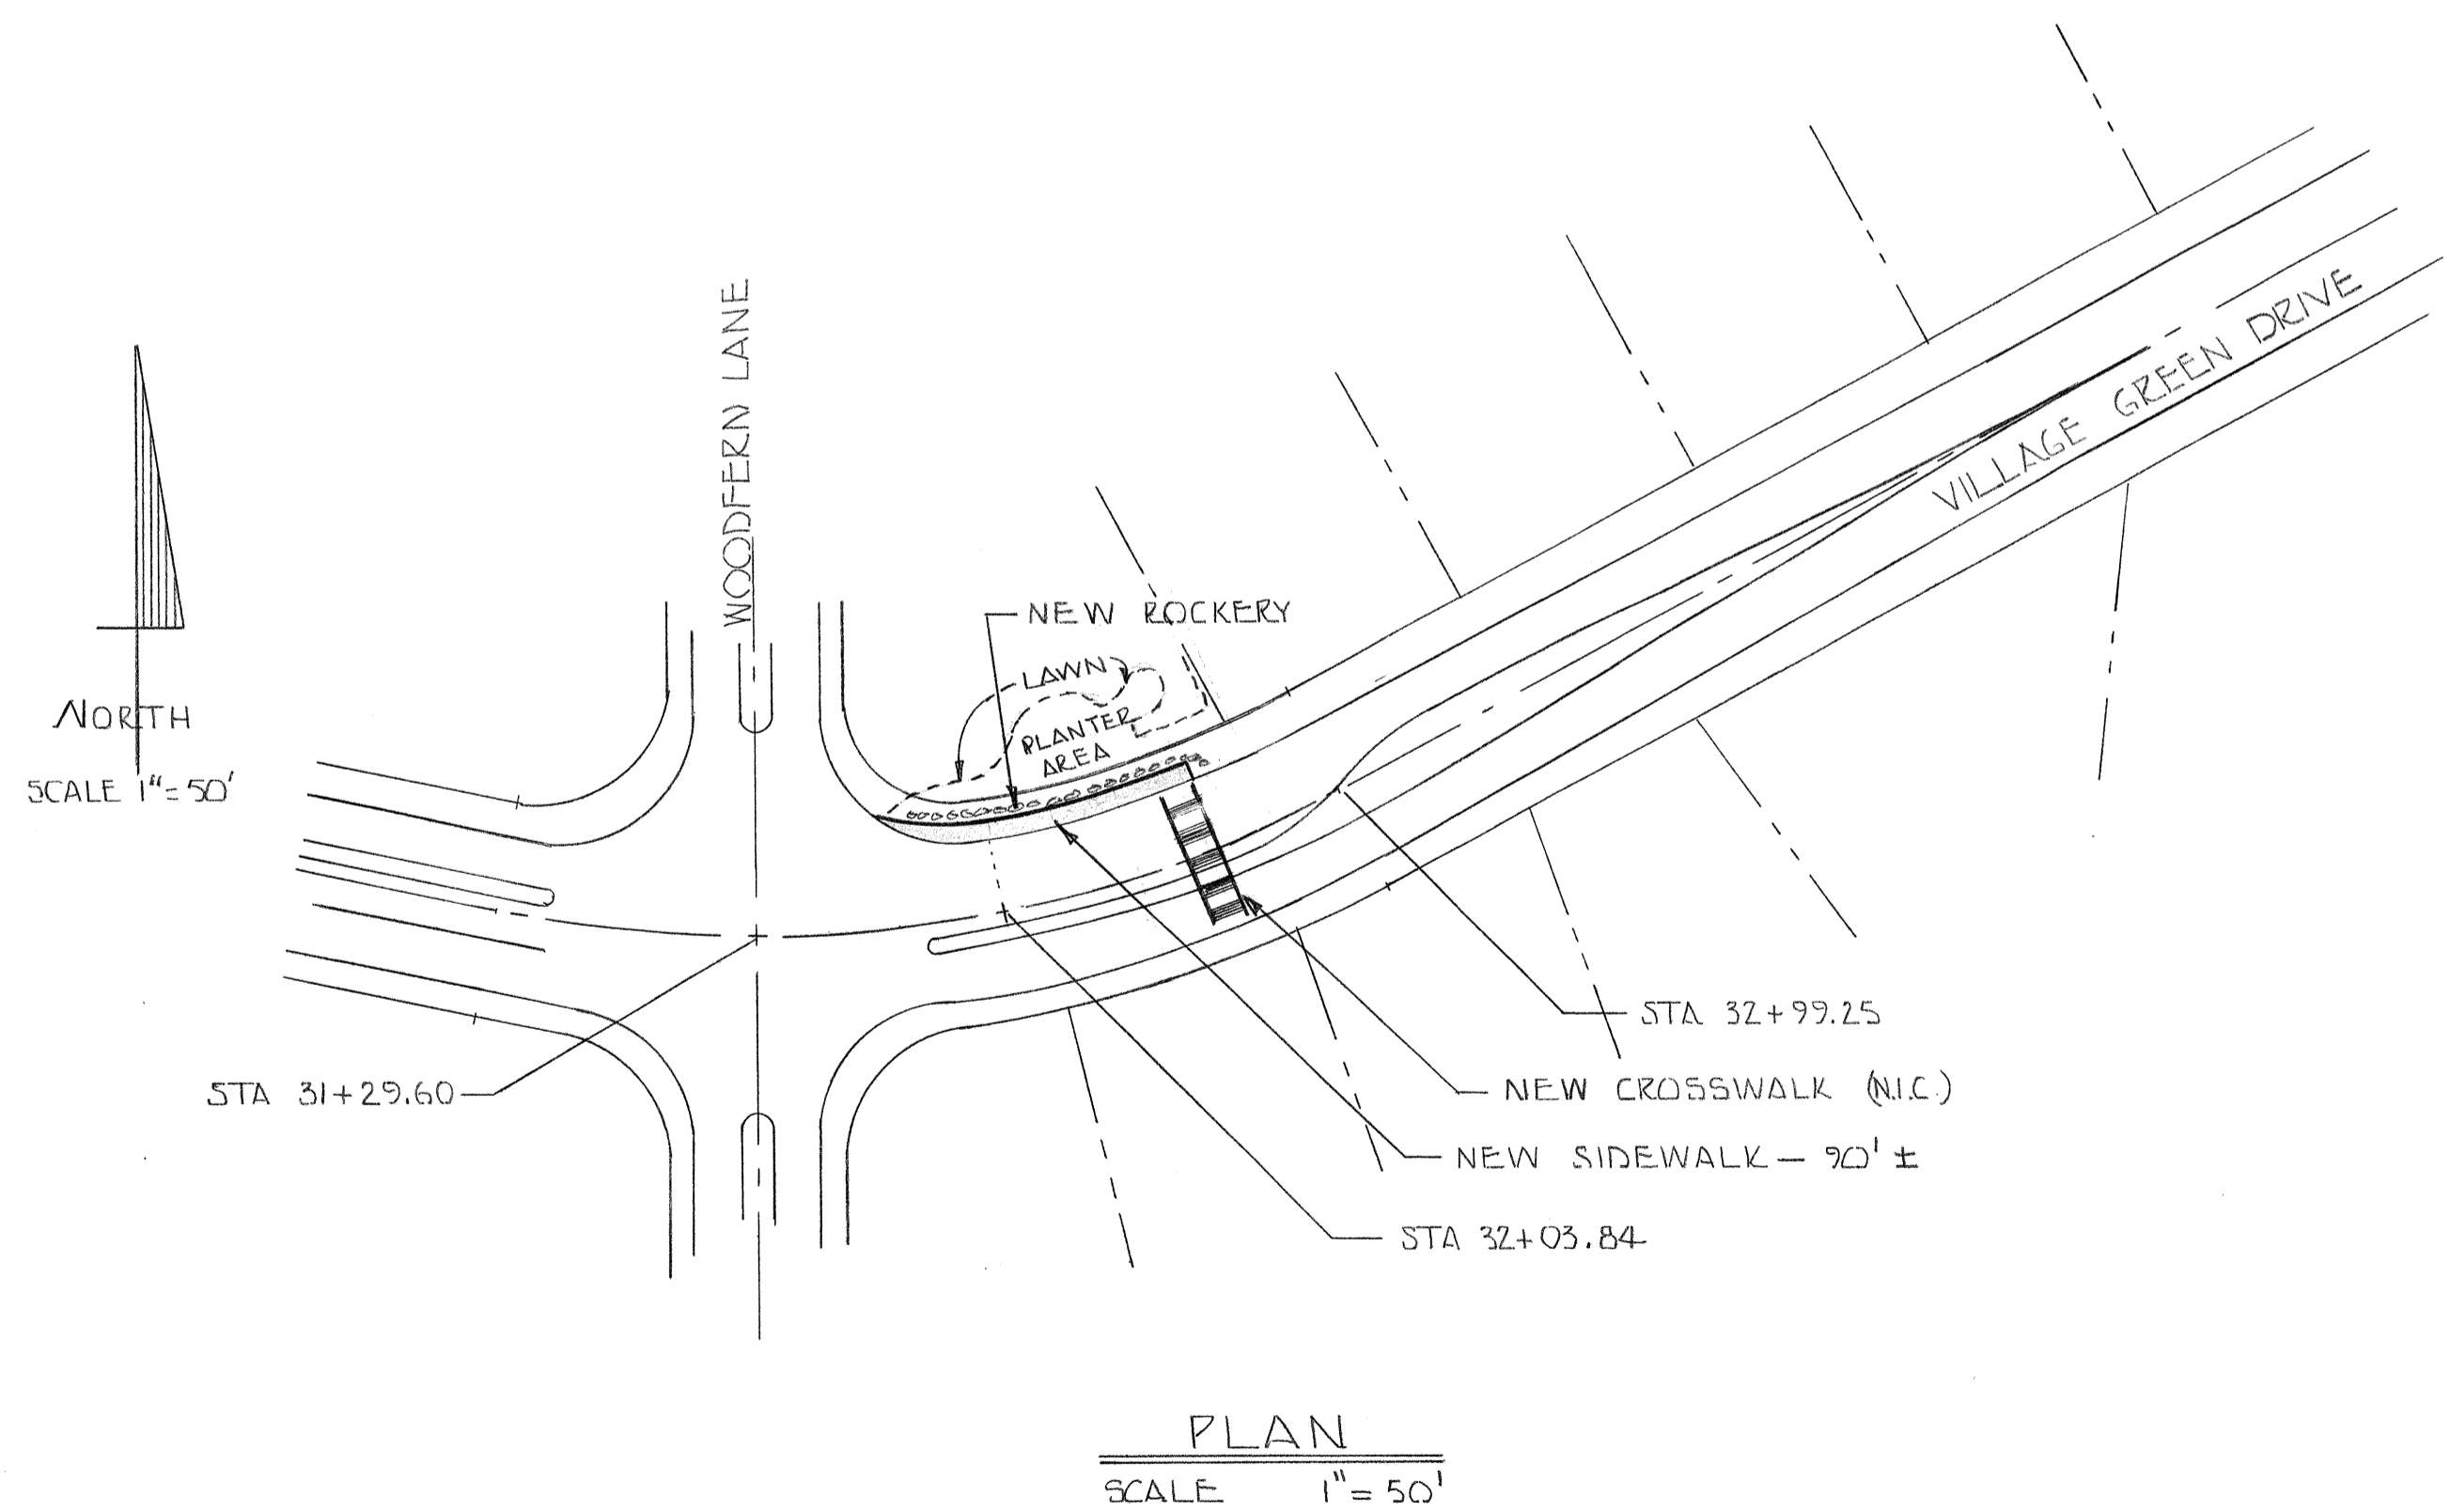 WOODFERN LANE
VILLAGE GREEN DRIVE
NEW ROCKERY
LAWN
PLANTER
AREA
NORTH
SCALE 1"=50'
STA 32+99.25
NEW CROSSWALK (N.I.C.)
STA 31+29.60
NEW SIDEWALK — 90' ±
STA 32+03.84
PLAN
SCALE 1"=50'